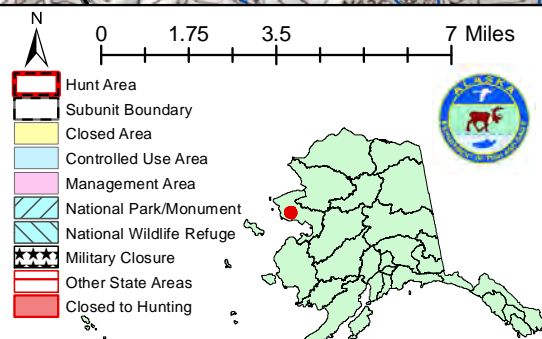 N
0 1.75 3.5 7 Miles
Hunt Area
Subunit Boundary
Closed Area
Controlled Use Area
Management Area
National Park/Monument
National Wildlife Refuge
Military Closure
Other State Areas
Closed to Hunting
ALASKA